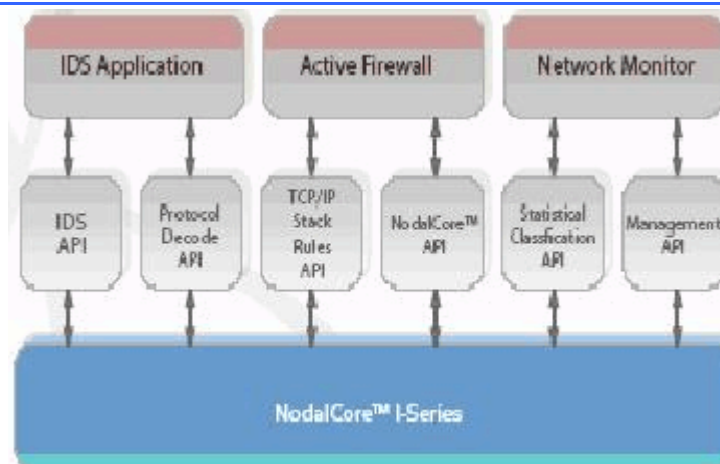 IDS Application
Active Firewall
Network Monitor
IDS
API
Protocol
Decode
API
TCP/IP
Stack
Rules
API
NodalCore™
API
Statistical
Classification
API
Management
API
NodalCore™ I-Series